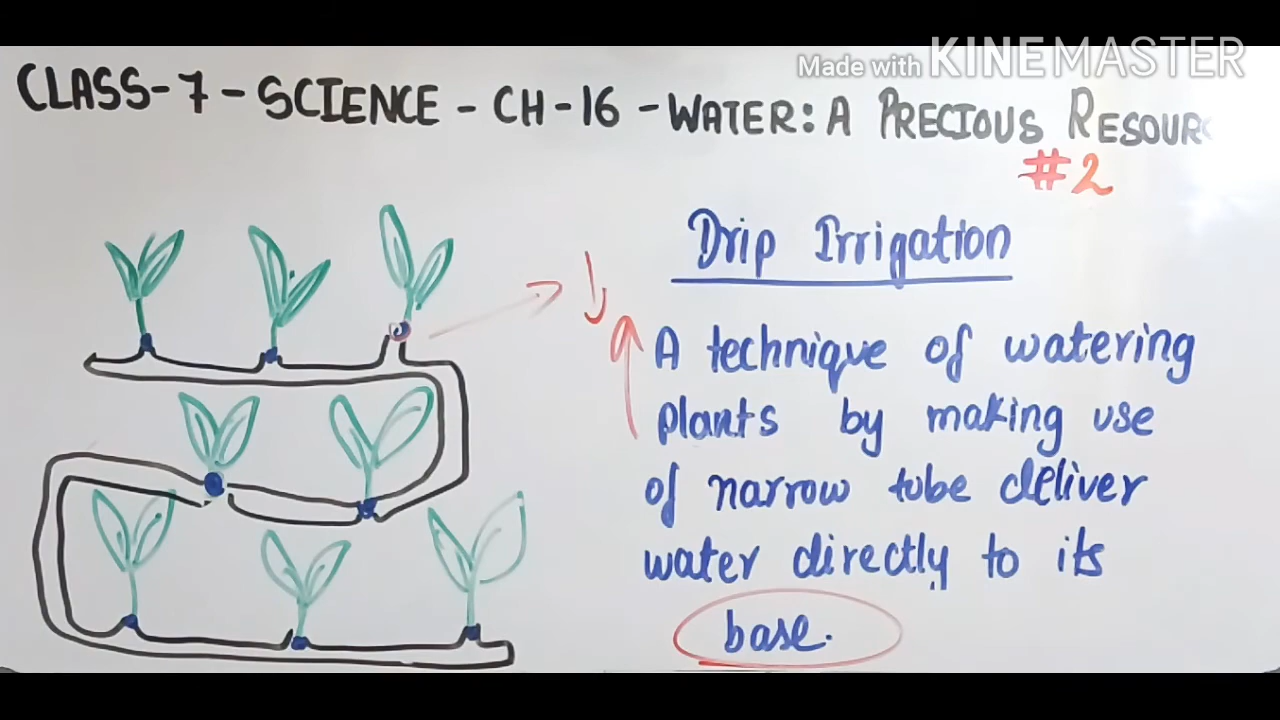 Made with KINEMASTER
CLASS-7-SCIENCE-CH-16-WATER: A PRECIOUS RESOUR
#2
Drip Irrigation
A technique of watering
plants by making use
of narrow tube deliver
water directly to its
base.